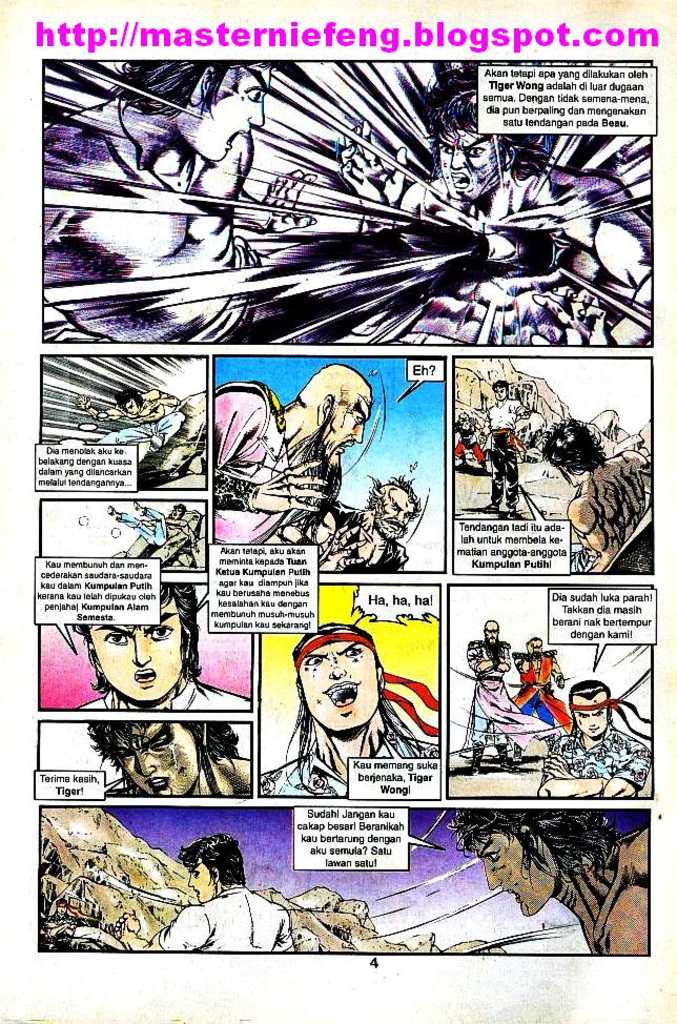 http://masterniefeng.blogspot.com
Akan tetapi apa yang dilakukan oleh
Tiger Wong adalah di luar dugaan
semua. Dengan tidak semena-mena,
dia pun berpaling dan mengenakan
satu tendangan pada Beau.
Dia menolak aku ke
belakang dengan kuasa
dalam yang dilancarkan
melalui tendangannya...
Eh?
Tendangan tadi itu ada-
lah untuk membela ke-
matian anggota-anggota
Kumpulan Putih!
Kau membunuh dan men-
cederakan saudara-saudara
kau dalam Kumpulan Putih
kerana kau telah dipukau oleh
penjahat Kumpulan Alam
Semesta.
Akan tetapi, aku akan
meminta kepada Tuan
Ketua Kumpulan Putih
agar kau diampun jika
kau berusaha menebus
kesalahan kau dengan
membunuh musuh-musuh
kumpulan kau sekarang!
Terima kasih,
Tiger!
Ha, ha, ha!
Kau memang suka
berjenaka, Tiger
Wong!
Dia sudah luka parah!
Takkan dia masih
berani bertempur
dengan kami!
Sudah! Jangan kau
cakap besar! Beranikah
kau bertarung dengan
aku semula? Satu
lawan satu!
4